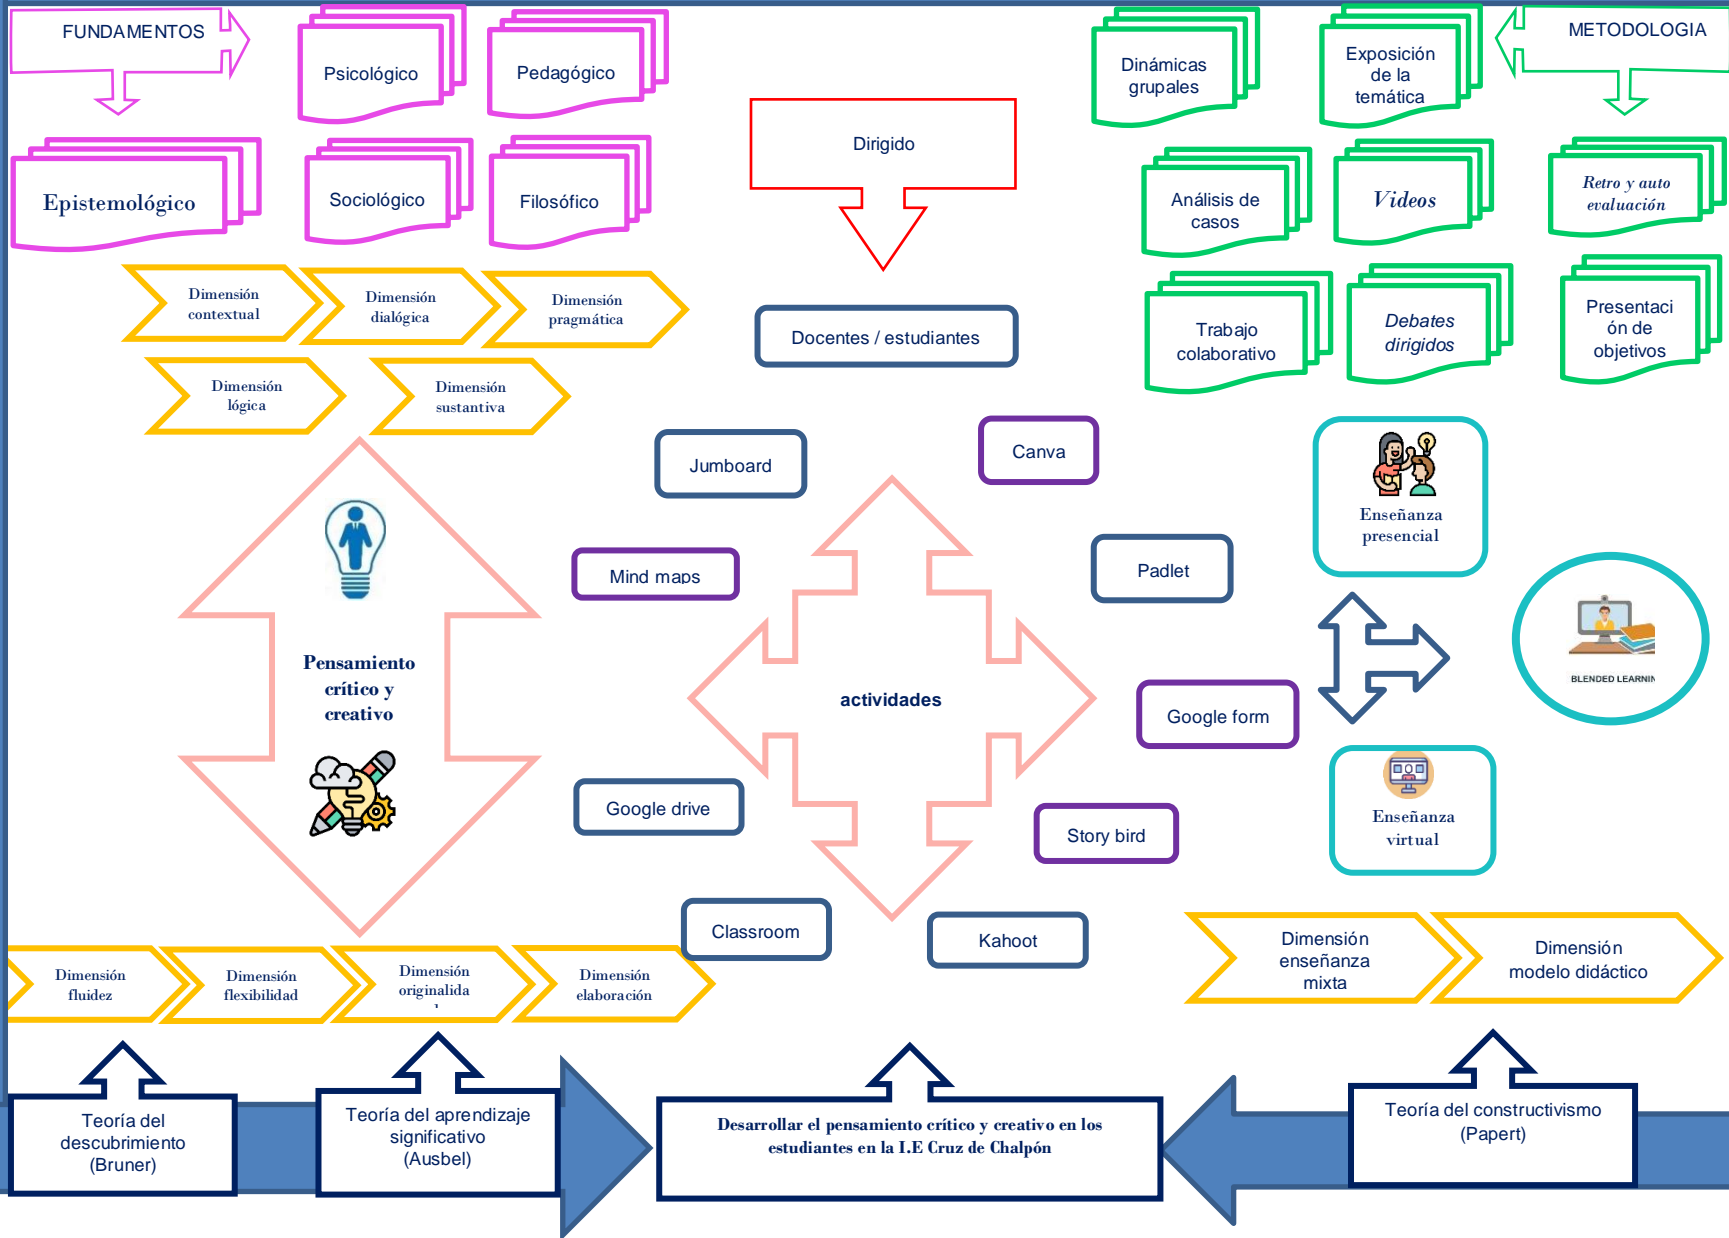 FUNDAMENTOS
Psicológico
Pedagógico
Epistemológico
Sociológico
Filosófico
Dirigido
Docentes / estudiantes
METODOLOGIA
Dinámicas
grupales
Exposición
de la
temática
Análisis de
casos
Videos
Retro y auto
evaluación
Trabajo
colaborativo
Debates
dirigidos
Presentaci
ón de
objetivos
Dimensión
contextual
Dimensión
dialógica
Dimensión
pragmática
Dimensión
lógica
Dimensión
sustantiva
Pensamiento
crítico y
creativo
Jumboard
Canva
Mind maps
Padlet
actividades
Google form
Google drive
Story bird
Classroom
Kahoot
Enseñanza
presencial
BLENDED LEARNIN
Enseñanza
virtual
Dimensión
fluidez
Dimensión
flexibilidad
Dimensión
originalida
Dimensión
elaboración
Dimensión
enseñanza
mixta
Dimensión
modelo didáctico
Teoría del
descubrimiento
(Bruner)
Teoría del aprendizaje
significativo
(Ausbel)
Desarrollar el pensamiento crítico y creativo en los
estudiantes en la I.E Cruz de Chalpón
Teoría del constructivismo
(Papert)